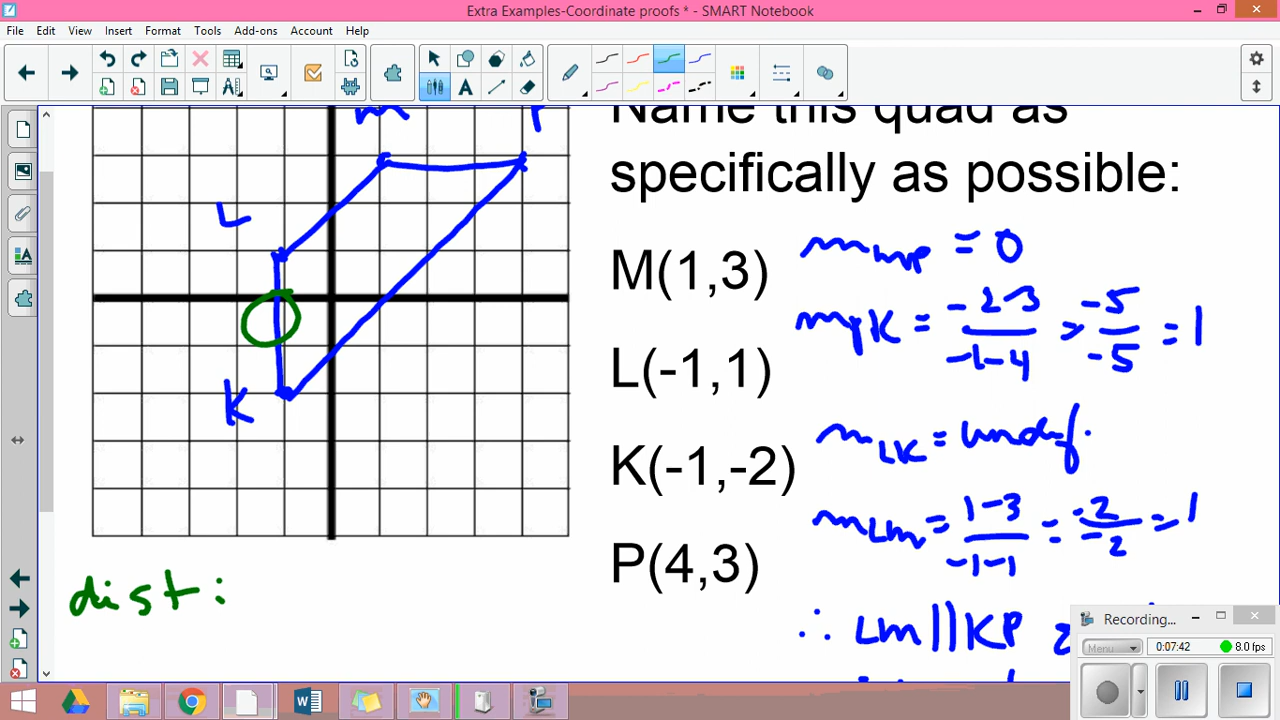 Extra Examples-Coordinate proofs * - SMART Notebook
File Edit View Insert Format Tools Add-ons Account Help
Name this quad as
specifically as possible:
M(1,3)
L(-1,1)
K(-1,-2)
P(4,3)
m
P
L
K
dist:
m_MP = 0
m_PK = (-2-3)/(-1-4) = -5/-5 = 1
m_LK = undef.
m_LM = (1-3)/(-1-1) = -2/-2 = 1
∴ LM || KP
Recording...
Menu
0:07:42
8.0 fps